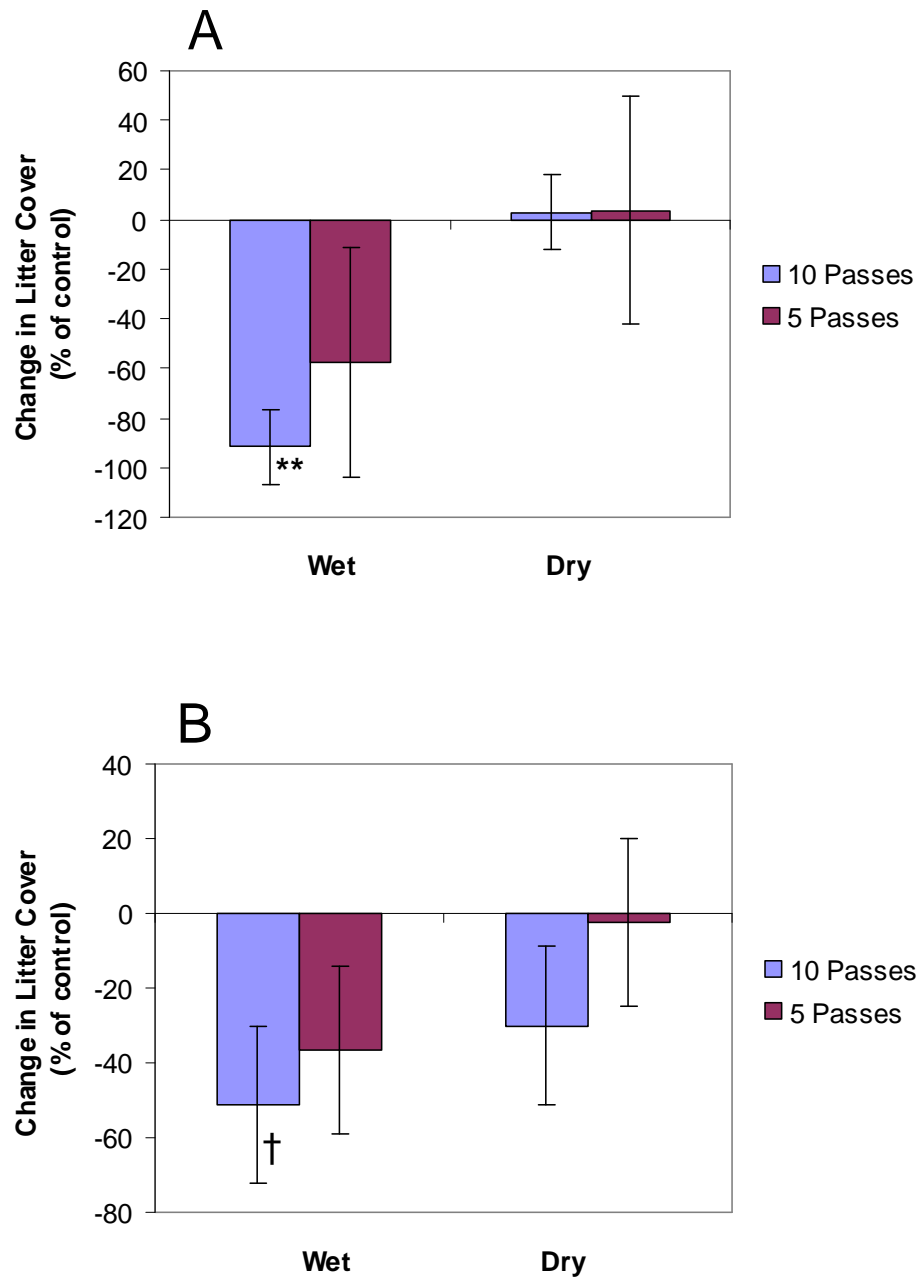 A
60
40
20
0
-20
-40
-60
-80
-100
-120
Change in Litter Cover
(% of control)
**
Wet Dry
10 Passes
5 Passes
B
40
20
0
-20
-40
-60
-80
Change in Litter Cover
(% of control)
†
Wet Dry
10 Passes
5 Passes